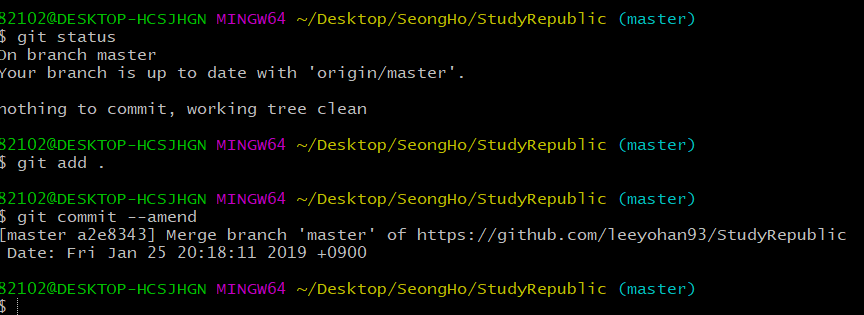 82102@DESKTOP-HCSJHGN MINGW64 ~/Desktop/SeongHo/StudyRepublic (master)
$ git status
On branch master
Your branch is up to date with 'origin/master'.
nothing to commit, working tree clean
82102@DESKTOP-HCSJHGN MINGW64 ~/Desktop/SeongHo/StudyRepublic (master)
$ git add .
82102@DESKTOP-HCSJHGN MINGW64 ~/Desktop/SeongHo/StudyRepublic (master)
$ git commit --amend
[master a2e8343] Merge branch 'master' of https://github.com/leeyohan93/StudyRepublic
 Date: Fri Jan 25 20:18:11 2019 +0900
82102@DESKTOP-HCSJHGN MINGW64 ~/Desktop/SeongHo/StudyRepublic (master)
$